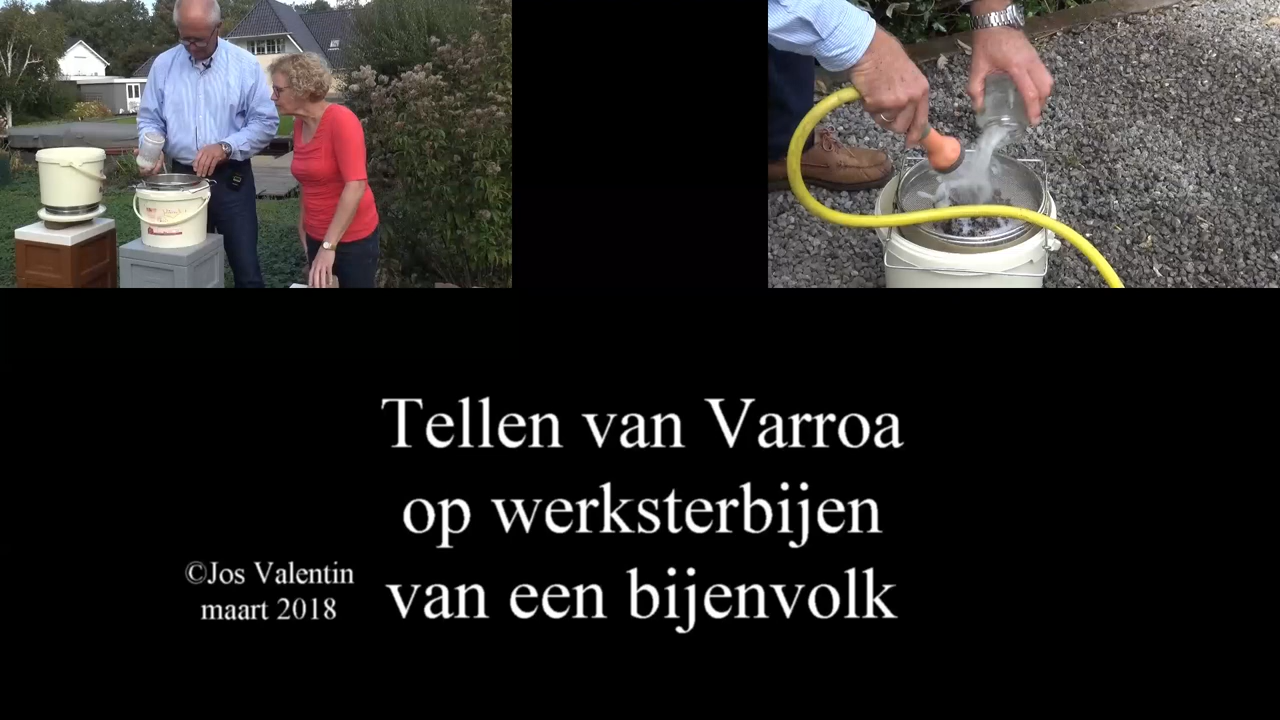 Tellen van Varroa
op werksterbijen
van een bijenvolk
©Jos Valentin
maart 2018